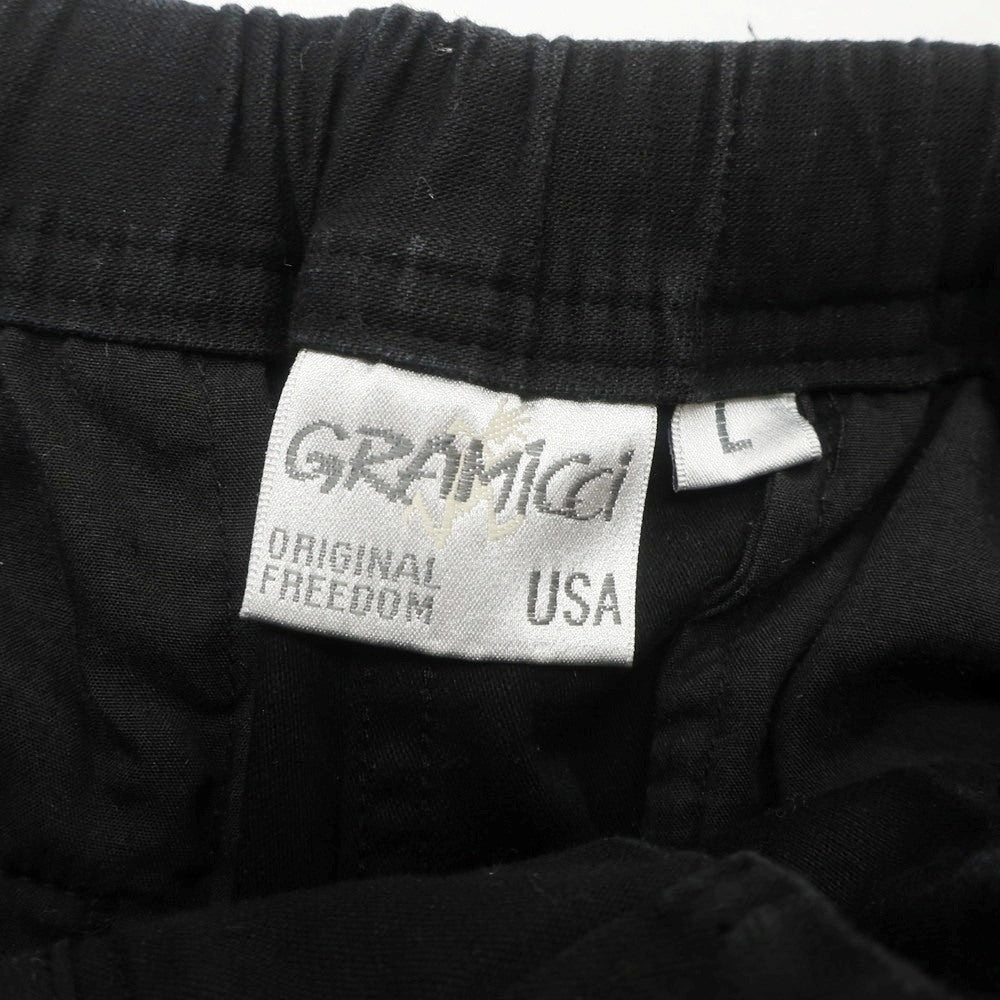 GRAMicci
ORIGINAL
FREEDOM
USA
L